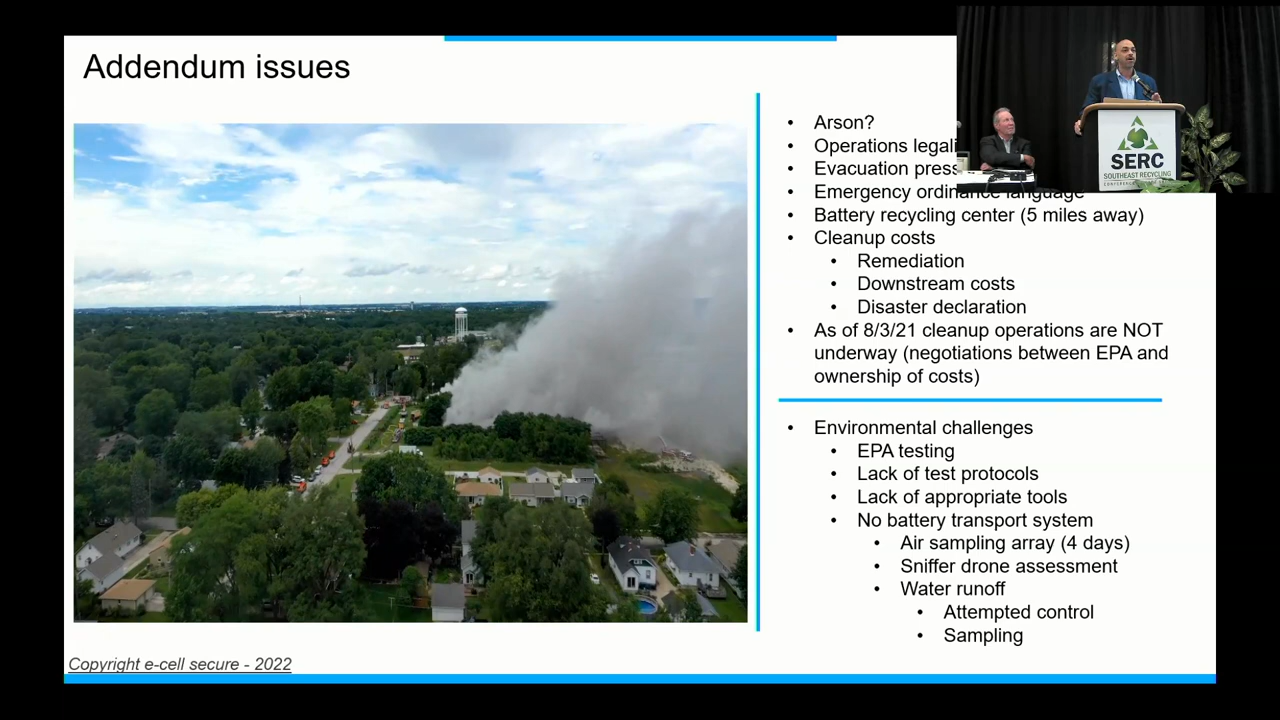 Addendum issues
• Arson?
• Operations
• Evacuation
• Emergency ordinance language
• Battery recycling center (5 miles away)
• Cleanup costs
• Remediation
• Downstream costs
• Disaster declaration
• As of 8/3/21 cleanup operations are NOT
underway (negotiations between EPA and
ownership of costs)
• Environmental challenges
• EPA testing
• Lack of test protocols
• Lack of appropriate tools
• No battery transport system
• Air sampling array (4 days)
• Sniffer drone assessment
• Water runoff
• Attempted control
• Sampling
Copyright e-cell secure - 2022
SERC
SOUTHEAST RECYCLING